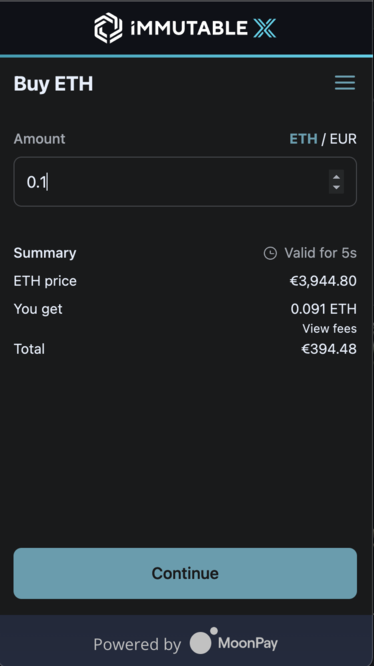 iMMUTABLE X
Buy ETH
Amount ETH / EUR
0.1
Summary Valid for 5s
ETH price €3,944.80
You get 0.091 ETH
View fees
Total €394.48
Continue
Powered by MoonPay